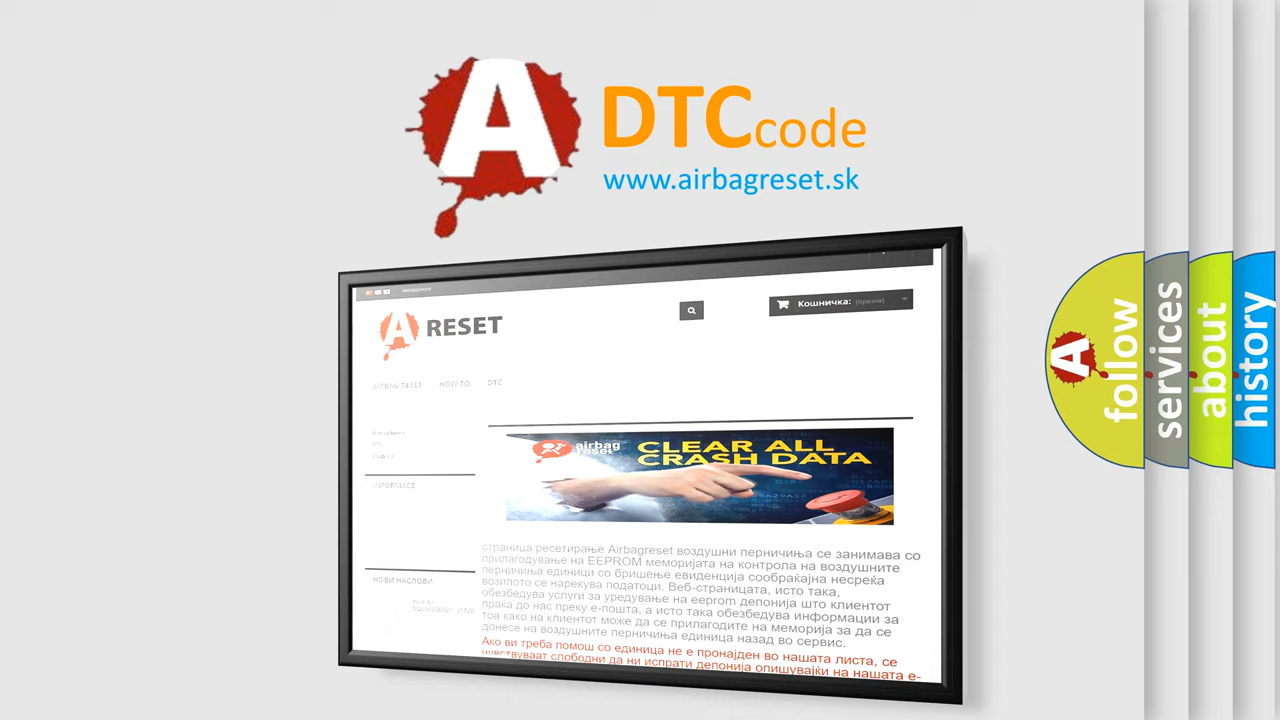 A
DTC code
www.airbagreset.sk
A RESET
Кошничка: (празни)
AIRBAG RESET
HOW TO
DTC
airbag
reset
CLEAR ALL
CRASH DATA
INFORMACE
НОВИ НАСЛОВИ
страница ресетирање Airbagreset воздушни перничиња се занимава со
прилагодување на EEPROM меморијата на контрола на воздушните
перничиња единици со бришење евиденција сообраќајна несреќа
возилото се нарекува податоци. Веб-страницата, исто така,
обезбедува услуги за уредување на eeprom депонија што клиентот
праќа до нас преку е-пошта, а исто така обезбедува информации за
тоа како на клиентот може да се прилагодите на меморија за да се
донесе на воздушните перничиња единица назад во сервис.
Ако ви треба помош со единица не е пронајден во нашата листа, се
чувствуваат слободни да ни испрати депонија опишувајќи на нашата е-
A
follow
services
about
history